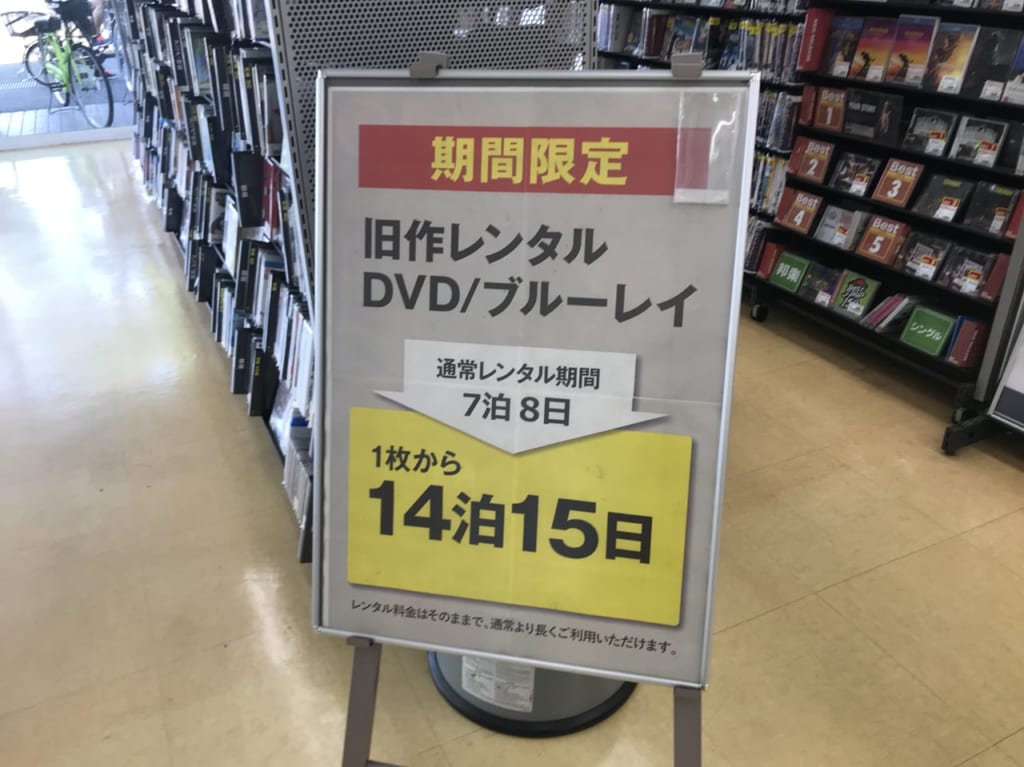 期間限定
旧作レンタル
DVD/ブルーレイ
通常レンタル期間
7泊8日
1枚から
14泊15日
レンタル料金はそのままで、通常より長くご利用いただけます。
Best
1
Best
2
Best
3
Best
4
Best
5
邦楽
シングル